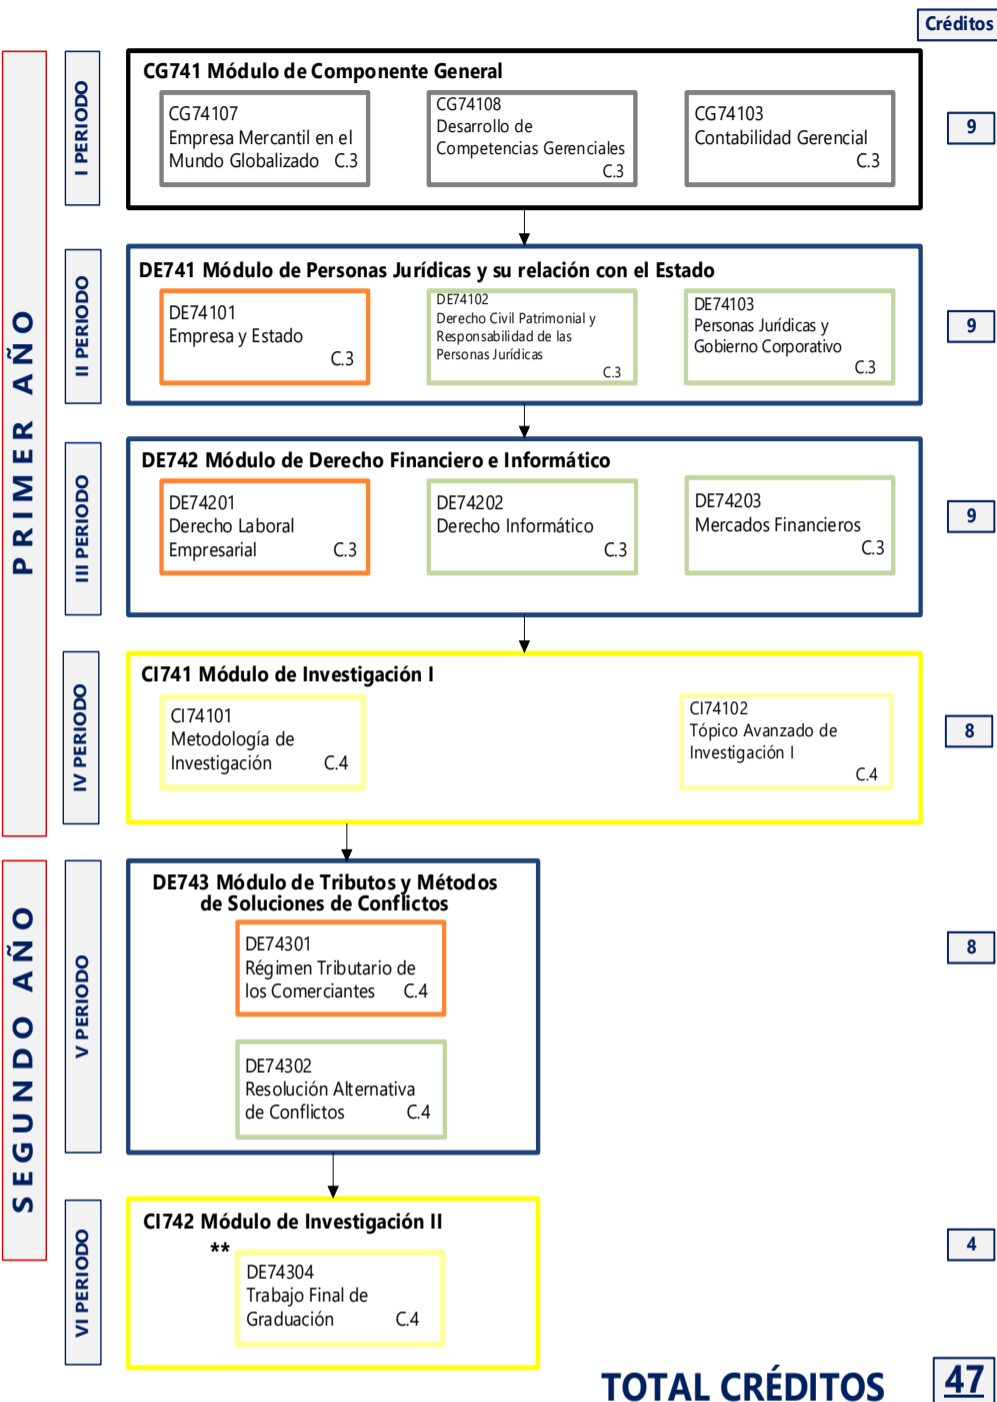 Créditos
PRIMER AÑO
I PERIODO
CG741 Módulo de Componente General
CG74107
Empresa Mercantil en el
Mundo Globalizado C.3
CG74108
Desarrollo de
Competencias Gerenciales
C.3
CG74103
Contabilidad Gerencial
C.3
9
II PERIODO
DE741 Módulo de Personas Jurídicas y su relación con el Estado
DE74101
Empresa y Estado
C.3
DE74102
Derecho Civil Patrimonial y
Responsabilidad de las
Personas Jurídicas
C.3
DE74103
Personas Jurídicas y
Gobierno Corporativo
C.3
9
III PERIODO
DE742 Módulo de Derecho Financiero e Informático
DE74201
Derecho Laboral
Empresarial C.3
DE74202
Derecho Informático
C.3
DE74203
Mercados Financieros
C.3
9
IV PERIODO
CI741 Módulo de Investigación I
CI74101
Metodología de
Investigación C.4
CI74102
Tópico Avanzado de
Investigación I
C.4
8
SEGUNDO AÑO
V PERIODO
DE743 Módulo de Tributos y Métodos
de Soluciones de Conflictos
DE74301
Régimen Tributario de
los Comerciantes C.4
DE74302
Resolución Alternativa
de Conflictos C.4
8
VI PERIODO
CI742 Módulo de Investigación II
**
DE74304
Trabajo Final de
Graduación C.4
4
TOTAL CRÉDITOS 47